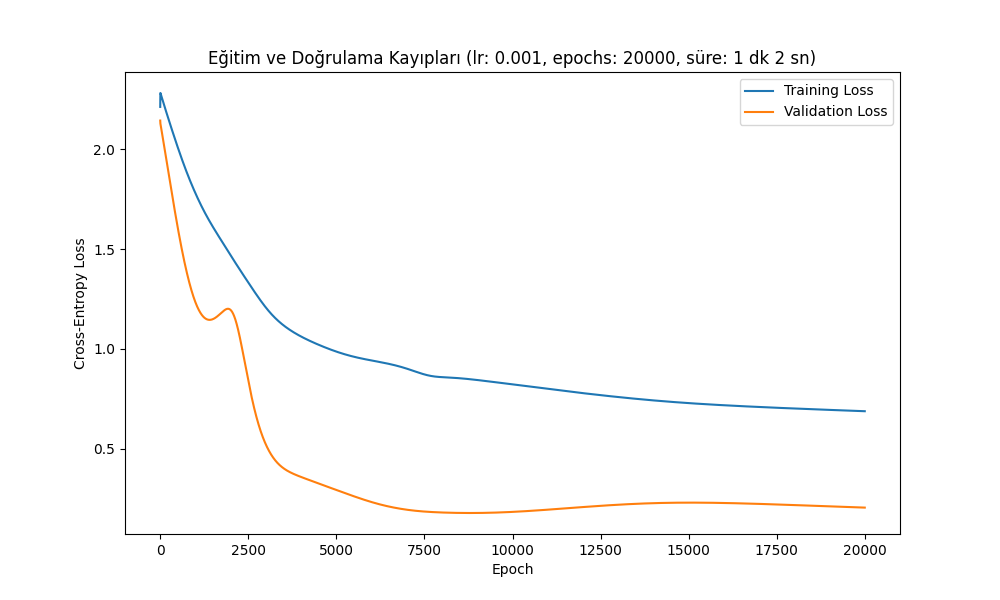 Eğitim ve Doğrulama Kayıpları (lr: 0.001, epochs: 20000, süre: 1 dk 2 sn)
Training Loss
Validation Loss
Cross-Entropy Loss
2.0
1.5
1.0
0.5
0 2500 5000 7500 10000 12500 15000 17500 20000
Epoch